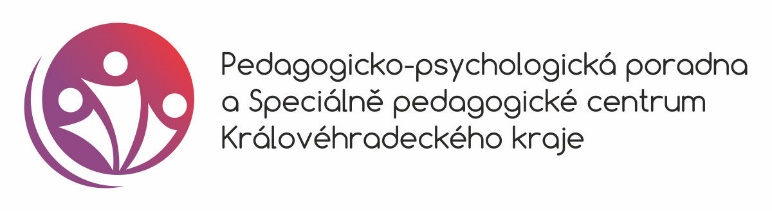 Pedagogicko-psychologická poradna
a Speciálně pedagogické centrum
Královéhradeckého kraje